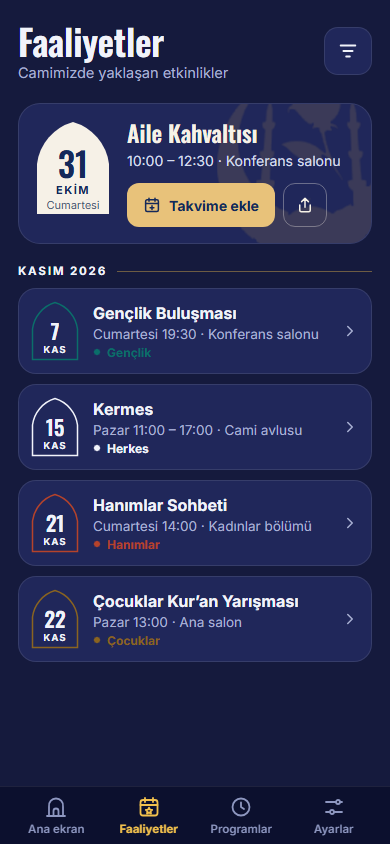 Faaliyetler
Camimizde yaklaşan etkinlikler
31
EKİM
Cumartesi
Aile Kahvaltısı
10:00 – 12:30 · Konferans salonu
Takvime ekle
KASIM 2026
7
KAS
Gençlik Buluşması
Cumartesi 19:30 · Konferans salonu
Gençlik
15
KAS
Kermes
Pazar 11:00 – 17:00 · Cami avlusu
Herkes
21
KAS
Hanımlar Sohbeti
Cumartesi 14:00 · Kadınlar bölümü
Hanımlar
22
KAS
Çocuklar Kur’an Yarışması
Pazar 13:00 · Ana salon
Çocuklar
Ana ekran
Faaliyetler
Programlar
Ayarlar